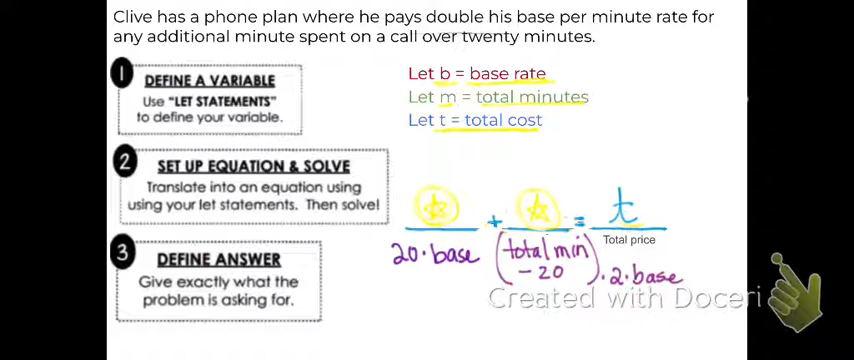 Clive has a phone plan where he pays double his base per minute rate for
any additional minute spent on a call over twenty minutes.
1
DEFINE A VARIABLE
Use "LET STATEMENTS"
to define your variable.
Let b = base rate
Let m = total minutes
Let t = total cost
2
SET UP EQUATION & SOLVE
Translate into an equation using
using your let statements. Then solve!
+ = t
Total price
20·base (total min - 20)·2·base
3
DEFINE ANSWER
Give exactly what the
problem is asking for.
Created with Doceri